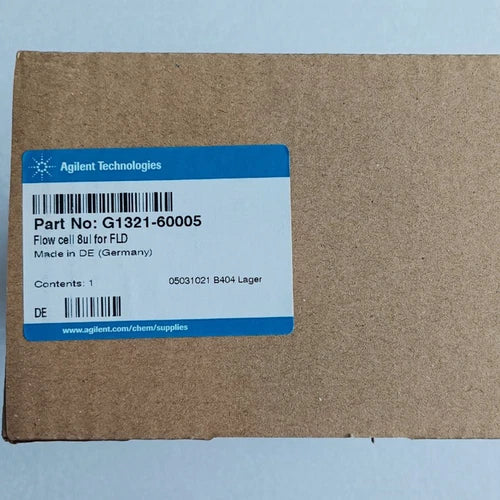 Agilent Technologies
Part No: G1321-60005
Flow cell 8ul for FLD
Made in DE (Germany)
Contents: 1
05031021 B404 Lager
DE
www.agilent.com/chem/supplies